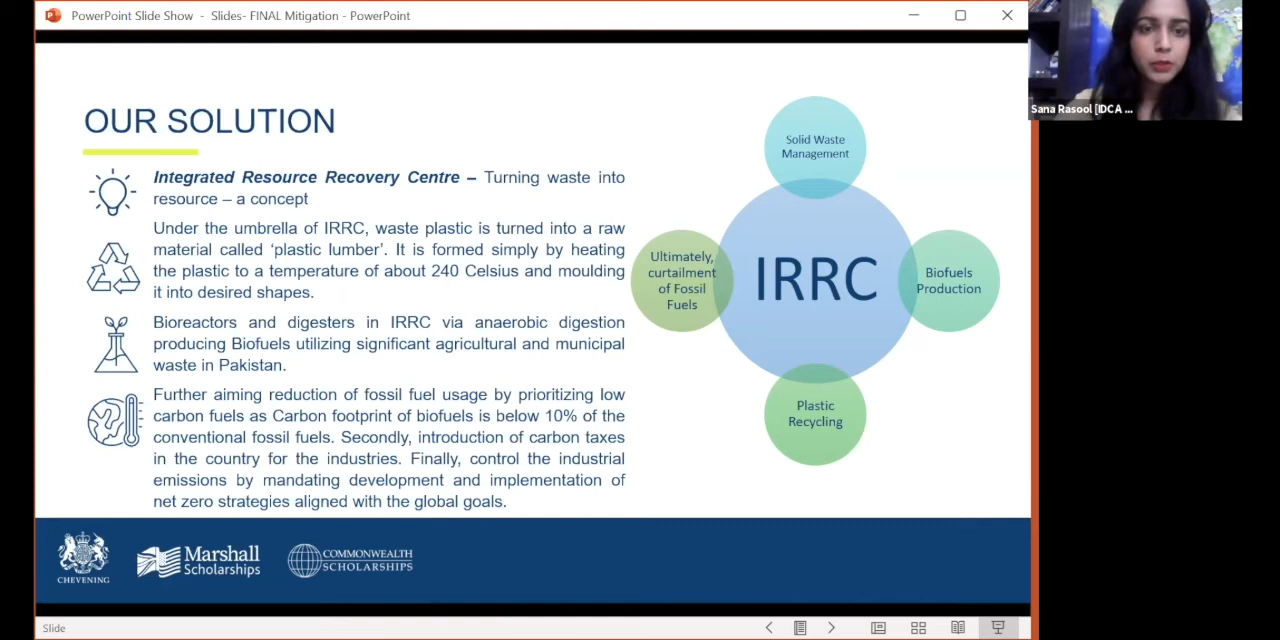 PowerPoint Slide Show - Slides- FINAL Mitigation - PowerPoint
Sana Rasool [IDCA ...
OUR SOLUTION
Integrated Resource Recovery Centre – Turning waste into
resource – a concept
Under the umbrella of IRRC, waste plastic is turned into a raw
material called ‘plastic lumber’. It is formed simply by heating
the plastic to a temperature of about 240 Celsius and moulding
it into desired shapes.
Bioreactors and digesters in IRRC via anaerobic digestion
producing Biofuels utilizing significant agricultural and municipal
waste in Pakistan.
Further aiming reduction of fossil fuel usage by prioritizing low
carbon fuels as Carbon footprint of biofuels is below 10% of the
conventional fossil fuels. Secondly, introduction of carbon taxes
in the country for the industries. Finally, control the industrial
emissions by mandating development and implementation of
net zero strategies aligned with the global goals.
Solid Waste
Management
Ultimately,
curtailment
of Fossil
Fuels
IRRC
Biofuels
Production
Plastic
Recycling
CHEVENING
Marshall
Scholarships
COMMONWEALTH
SCHOLARSHIPS
Slide